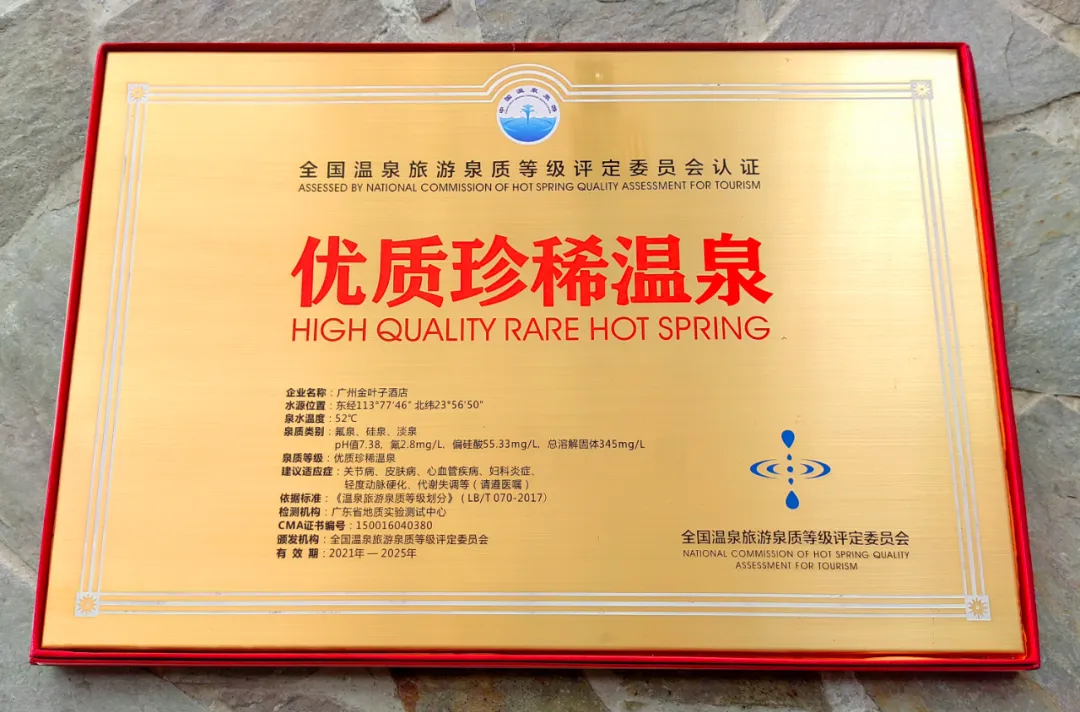 中国温泉泉质
全国温泉旅游泉质等级评定委员会认证
ASSESSED BY NATIONAL COMMISSION OF HOT SPRING QUALITY ASSESSMENT FOR TOURISM
优质珍稀温泉
HIGH QUALITY RARE HOT SPRING
企业名称：广州金叶子酒店
水源位置：东经113°77'46" 北纬23°56'50"
泉水温度：52℃
泉质类别：氟泉、硅泉、淡泉
pH值7.38、氟2.8mg/L、偏硅酸55.33mg/L、总溶解固体345mg/L
泉质等级：优质珍稀温泉
建议适应症：关节病、皮肤病、心血管疾病、妇科炎症、
轻度动脉硬化、代谢失调等（请遵医嘱）
依据标准：《温泉旅游泉质等级划分》（LB/T 070-2017）
检测机构：广东省地质实验测试中心
CMA证书编号：150016040380
颁发机构：全国温泉旅游泉质等级评定委员会
有 效 期：2021年 — 2025年
全国温泉旅游泉质等级评定委员会
NATIONAL COMMISSION OF HOT SPRING QUALITY
ASSESSMENT FOR TOURISM